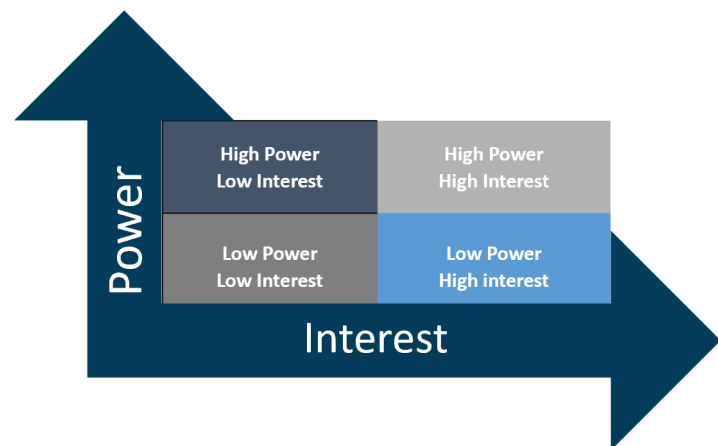 High Power
Low Interest
High Power
High Interest
Power
Low Power
Low Interest
Low Power
High interest
Interest